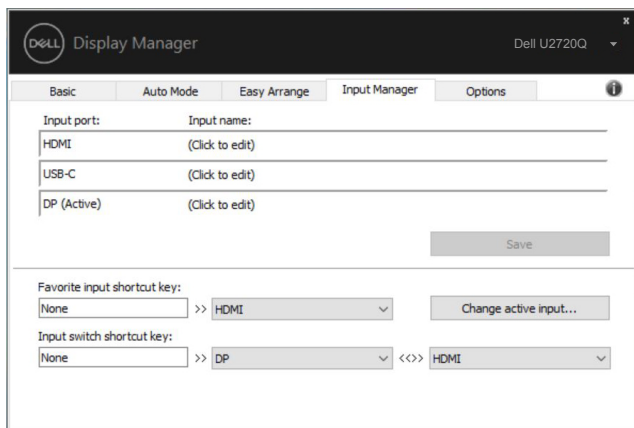 x
DELL Display Manager Dell U2720Q
Basic Auto Mode Easy Arrange Input Manager Options i
Input port: Input name:
HDMI (Click to edit)
USB-C (Click to edit)
DP (Active) (Click to edit)
Save
Favorite input shortcut key:
None >> HDMI Change active input...
Input switch shortcut key:
None >> DP <<>> HDMI